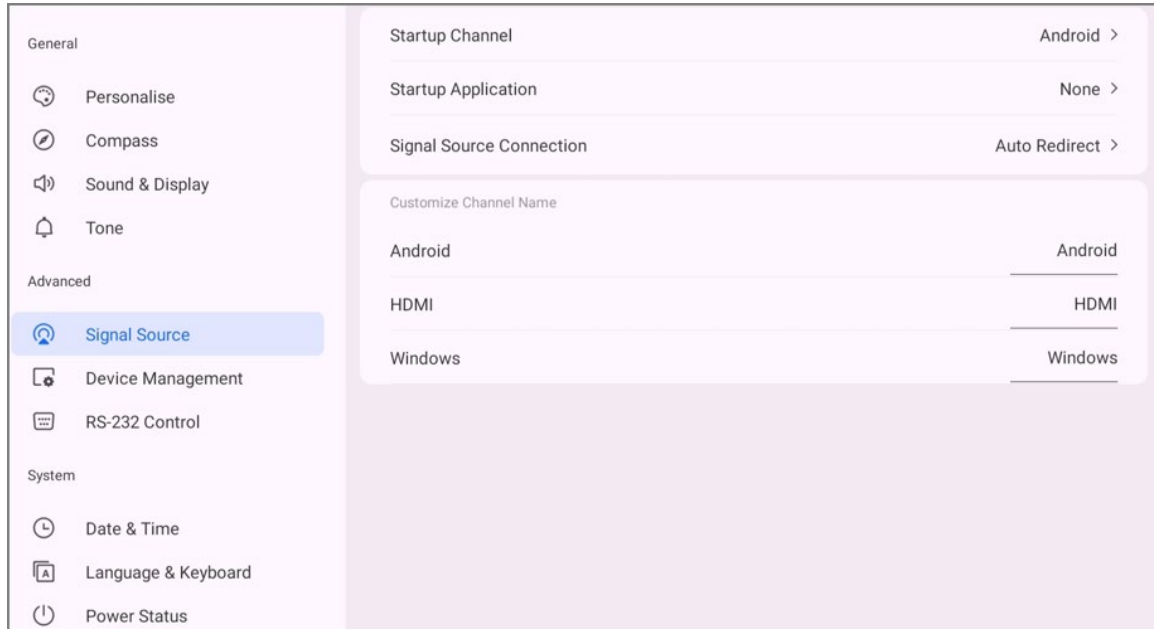 General
Personalise
Compass
Sound & Display
Tone
Advanced
Signal Source
Device Management
RS-232 Control
System
Date & Time
Language & Keyboard
Power Status
Startup Channel Android
Startup Application None
Signal Source Connection Auto Redirect
Customize Channel Name
Android Android
HDMI HDMI
Windows Windows